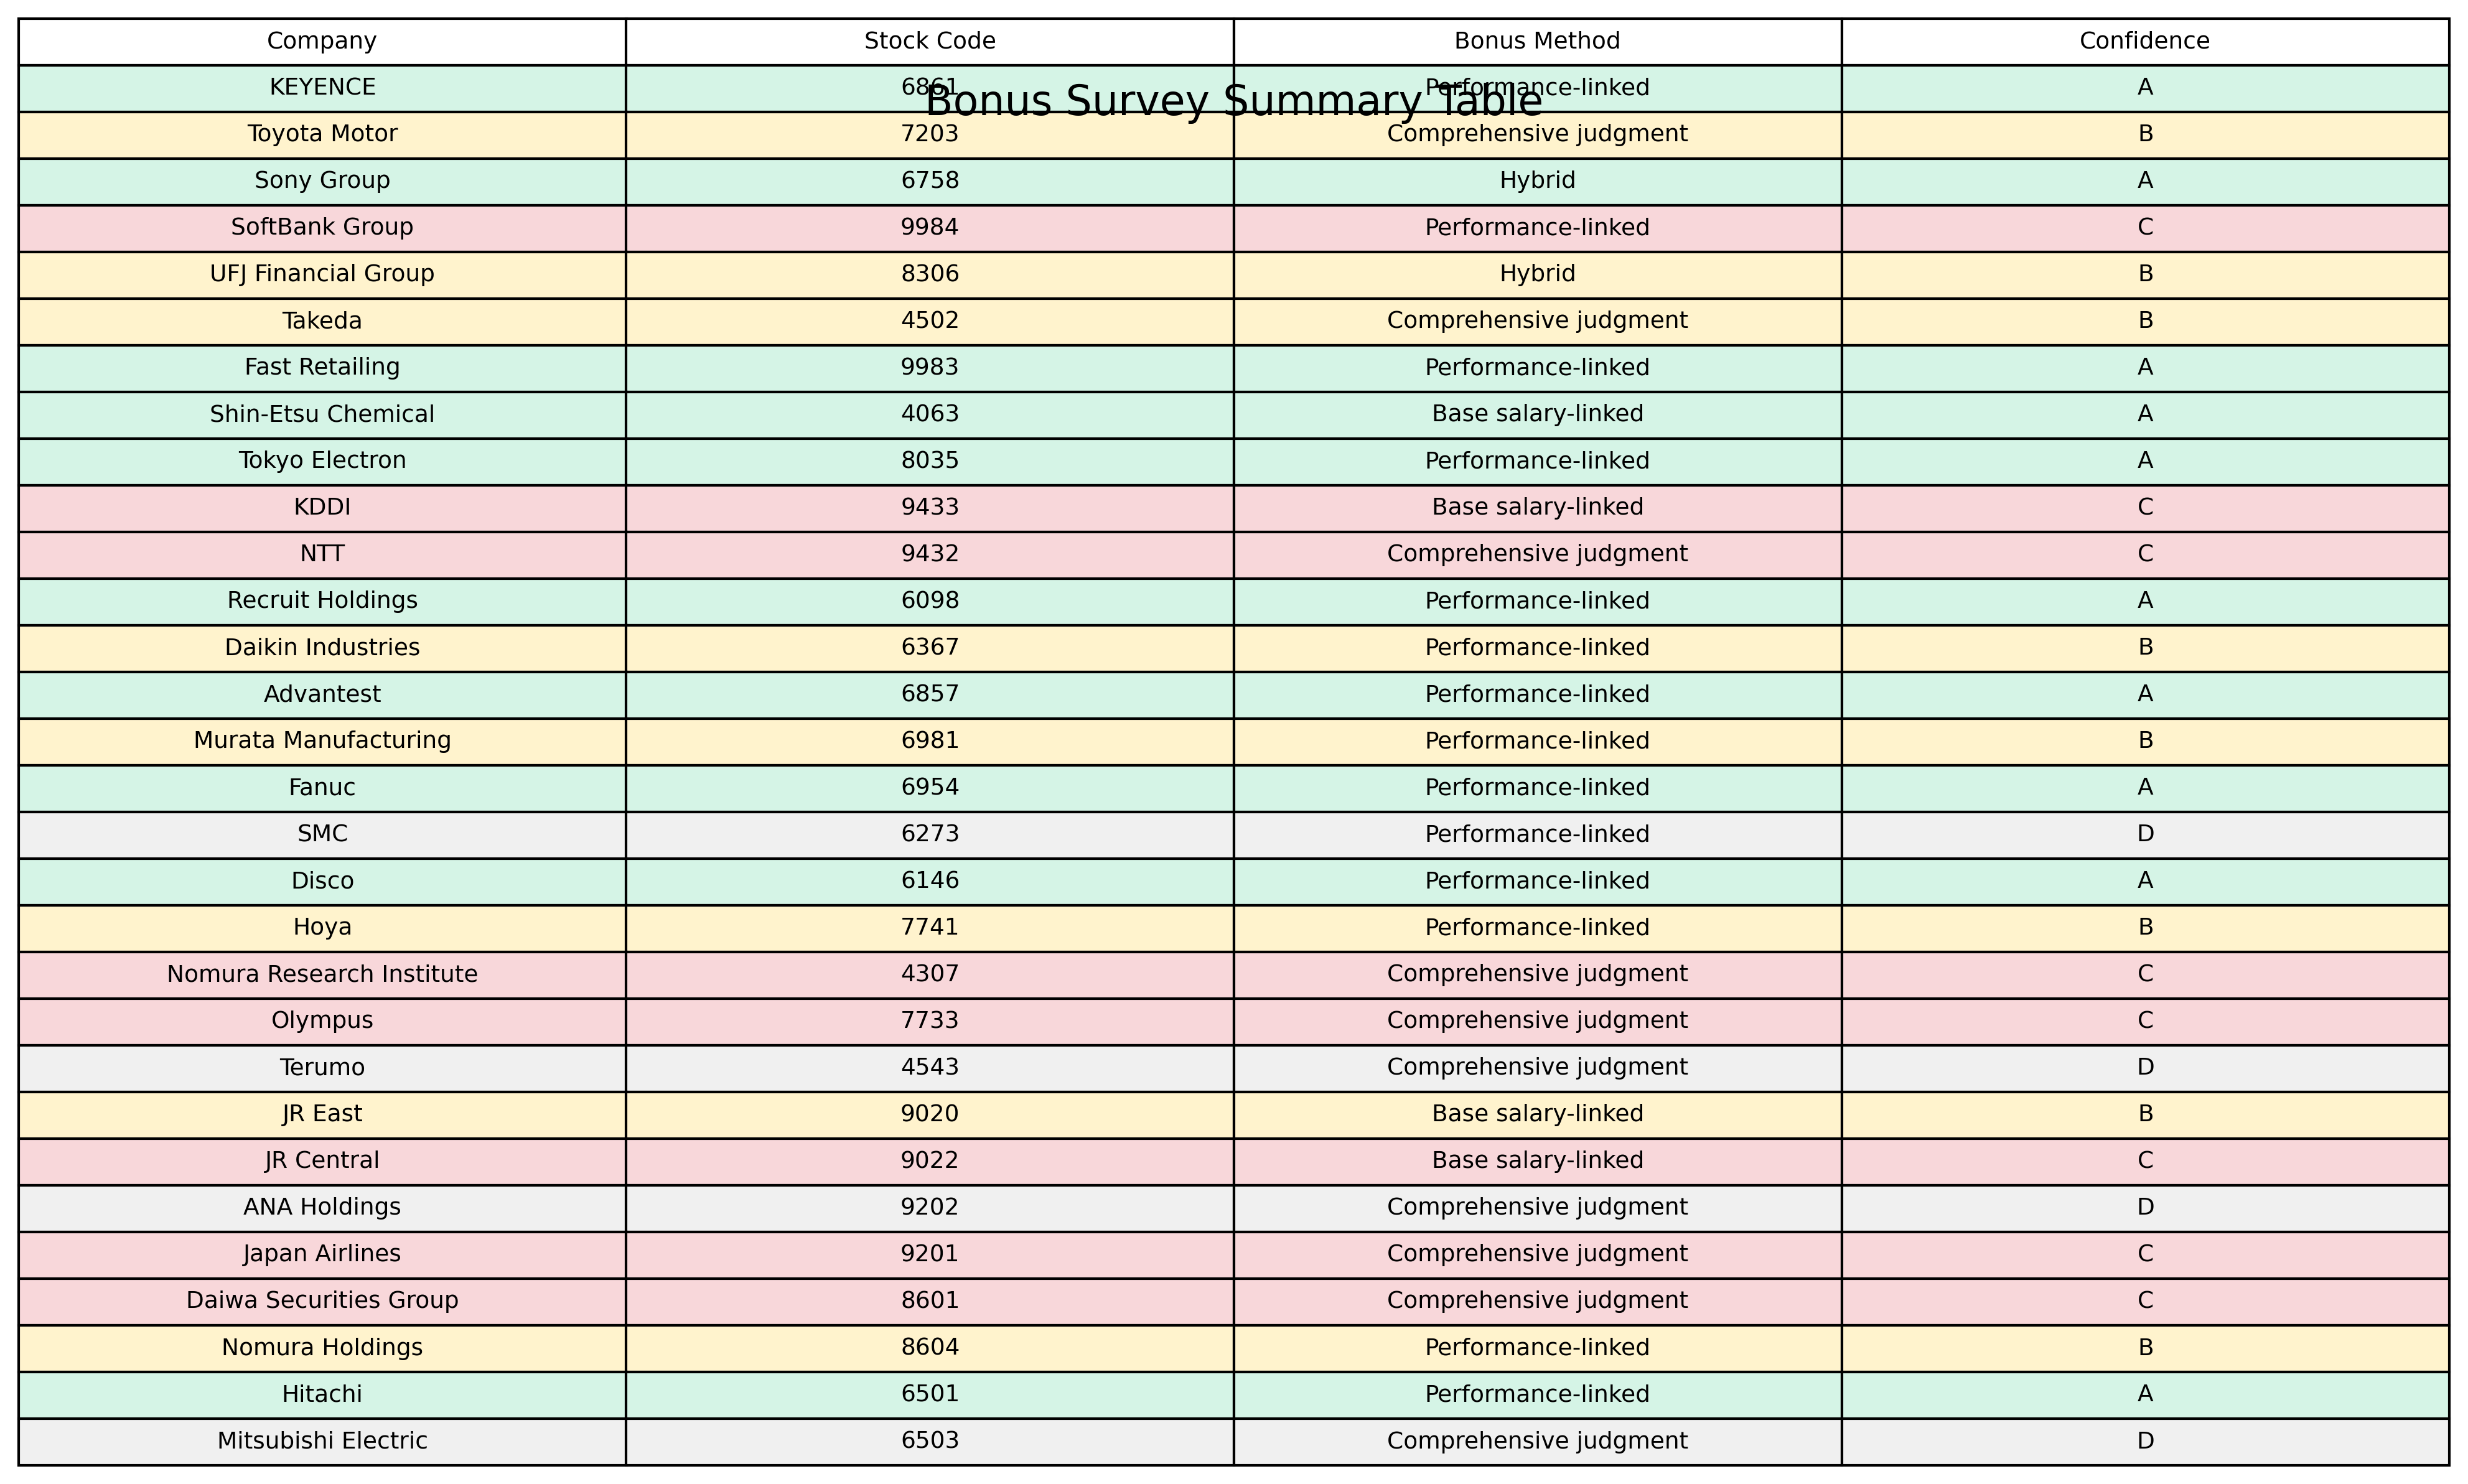 Company Stock Code Bonus Method Confidence
KEYENCE 6861 Performance-linked A
Bonus Survey Summary Table
Toyota Motor 7203 Comprehensive judgment B
Sony Group 6758 Hybrid A
SoftBank Group 9984 Performance-linked C
UFJ Financial Group 8306 Hybrid B
Takeda 4502 Comprehensive judgment B
Fast Retailing 9983 Performance-linked A
Shin-Etsu Chemical 4063 Base salary-linked A
Tokyo Electron 8035 Performance-linked A
KDDI 9433 Base salary-linked C
NTT 9432 Comprehensive judgment C
Recruit Holdings 6098 Performance-linked A
Daikin Industries 6367 Performance-linked B
Advantest 6857 Performance-linked A
Murata Manufacturing 6981 Performance-linked B
Fanuc 6954 Performance-linked A
SMC 6273 Performance-linked D
Disco 6146 Performance-linked A
Hoya 7741 Performance-linked B
Nomura Research Institute 4307 Comprehensive judgment C
Olympus 7733 Comprehensive judgment C
Terumo 4543 Comprehensive judgment D
JR East 9020 Base salary-linked B
JR Central 9022 Base salary-linked C
ANA Holdings 9202 Comprehensive judgment D
Japan Airlines 9201 Comprehensive judgment C
Daiwa Securities Group 8601 Comprehensive judgment C
Nomura Holdings 8604 Performance-linked B
Hitachi 6501 Performance-linked A
Mitsubishi Electric 6503 Comprehensive judgment D